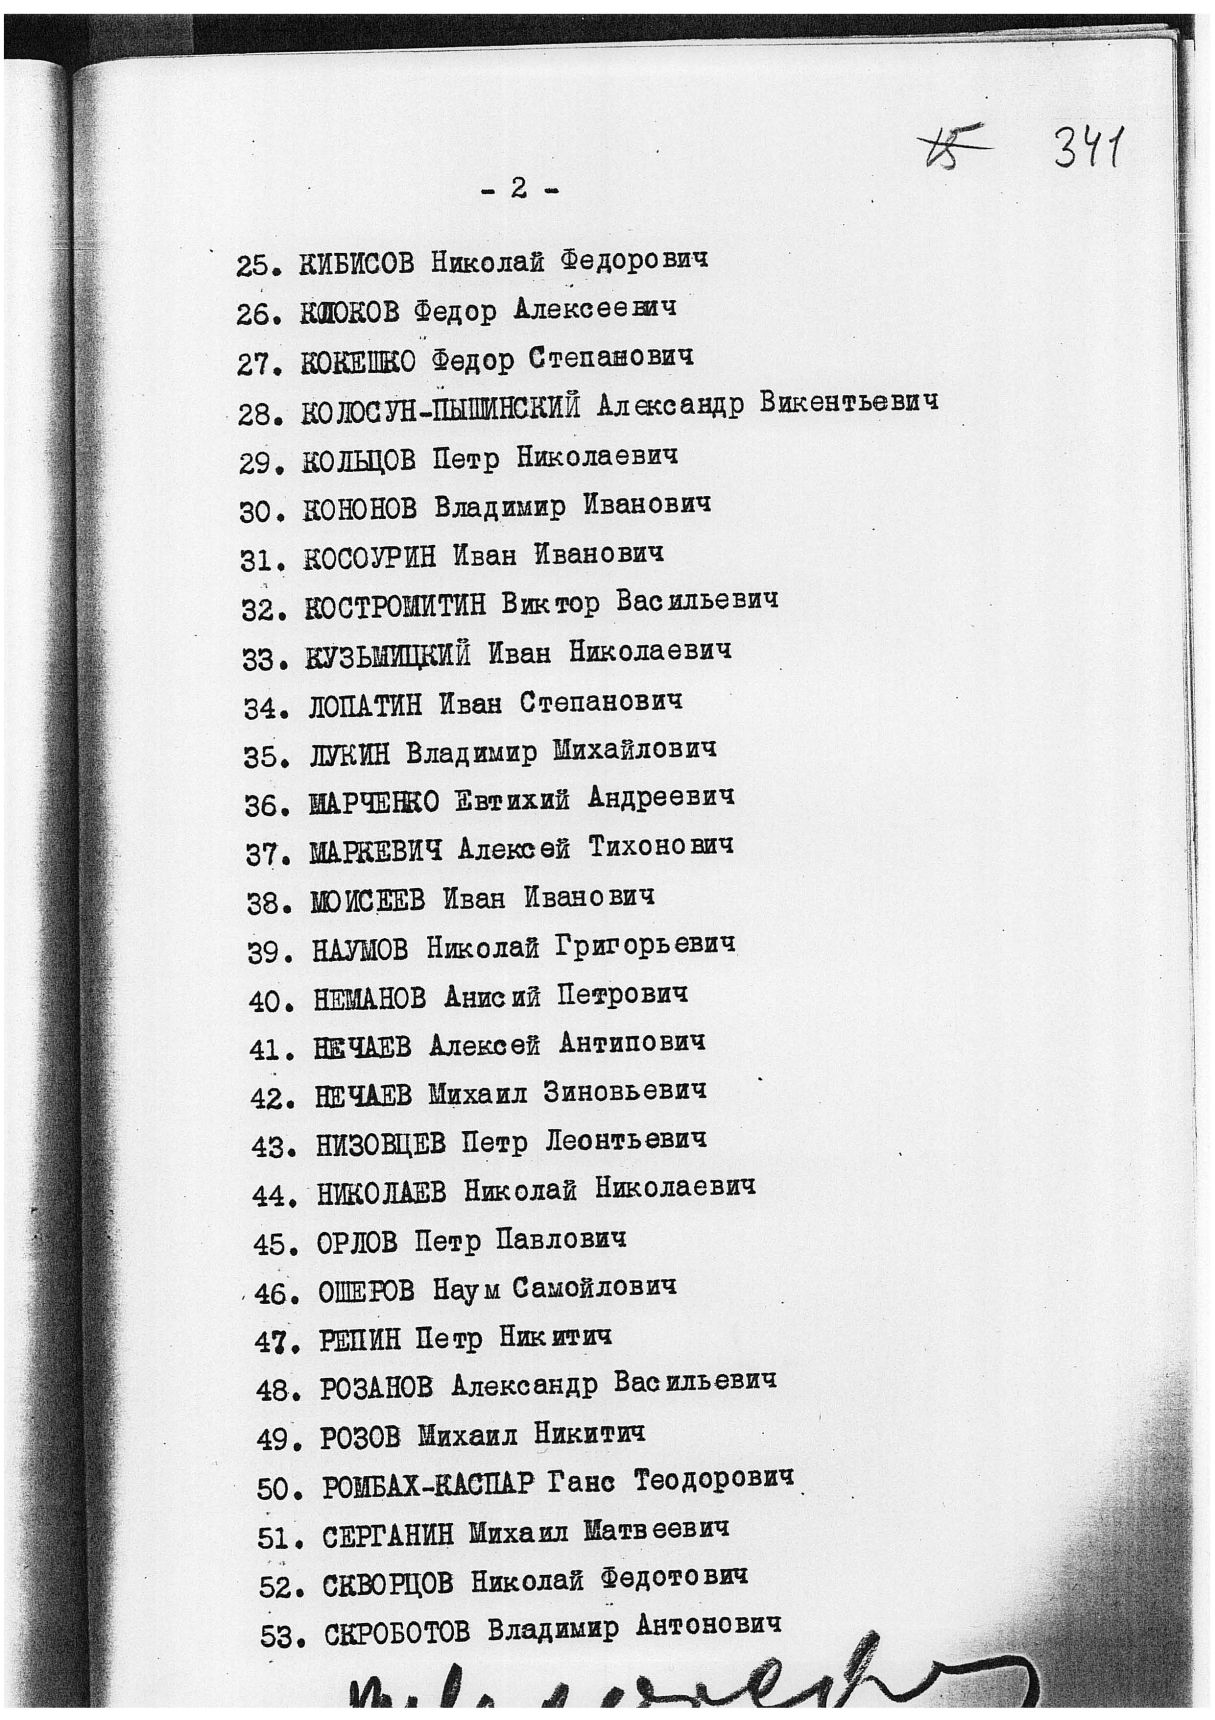 15 341
- 2 -
25. КИБИСОВ Николай Федорович
26. КЛОКОВ Федор Алексеевич
27. КОКЕШКО Федор Степанович
28. КОЛОСУН-ПЫШИНСКИЙ Александр Викентьевич
29. КОЛЬЦОВ Петр Николаевич
30. КОНОНОВ Владимир Иванович
31. КОСОУРИН Иван Иванович
32. КОСТРОМИТИН Виктор Васильевич
33. КУЗЬМИЦКИЙ Иван Николаевич
34. ЛОПАТИН Иван Степанович
35. ЛУКИН Владимир Михайлович
36. МАРЧЕНКО Евтихий Андреевич
37. МАРКЕВИЧ Алексей Тихонович
38. МОИСЕЕВ Иван Иванович
39. НАУМОВ Николай Григорьевич
40. НЕМАНОВ Анисий Петрович
41. НЕЧАЕВ Алексей Антипович
42. НЕЧАЕВ Михаил Зиновьевич
43. НИЗОВЦЕВ Петр Леонтьевич
44. НИКОЛАЕВ Николай Николаевич
45. ОРЛОВ Петр Павлович
46. ОШЕРОВ Наум Самойлович
47. РЕПИН Петр Никитич
48. РОЗАНОВ Александр Васильевич
49. РОЗОВ Михаил Никитич
50. РОМБАХ-КАСПАР Ганс Теодорович
51. СЕРГАНИН Михаил Матвеевич
52. СКВОРЦОВ Николай Федотович
53. СКРОБОТОВ Владимир Антонович